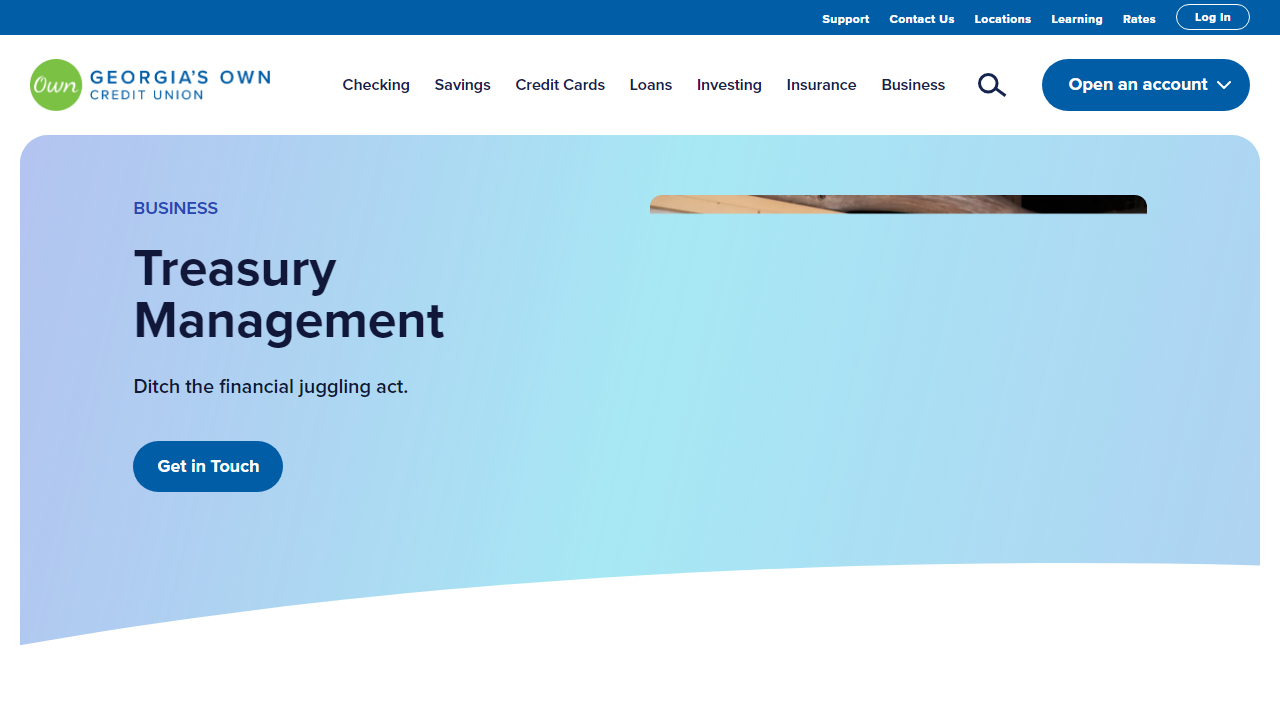 Support Contact Us Locations Learning Rates Log In
Own GEORGIA'S OWN
CREDIT UNION
Checking Savings Credit Cards Loans Investing Insurance Business Open an account
BUSINESS
Treasury
Management
Ditch the financial juggling act.
Get in Touch